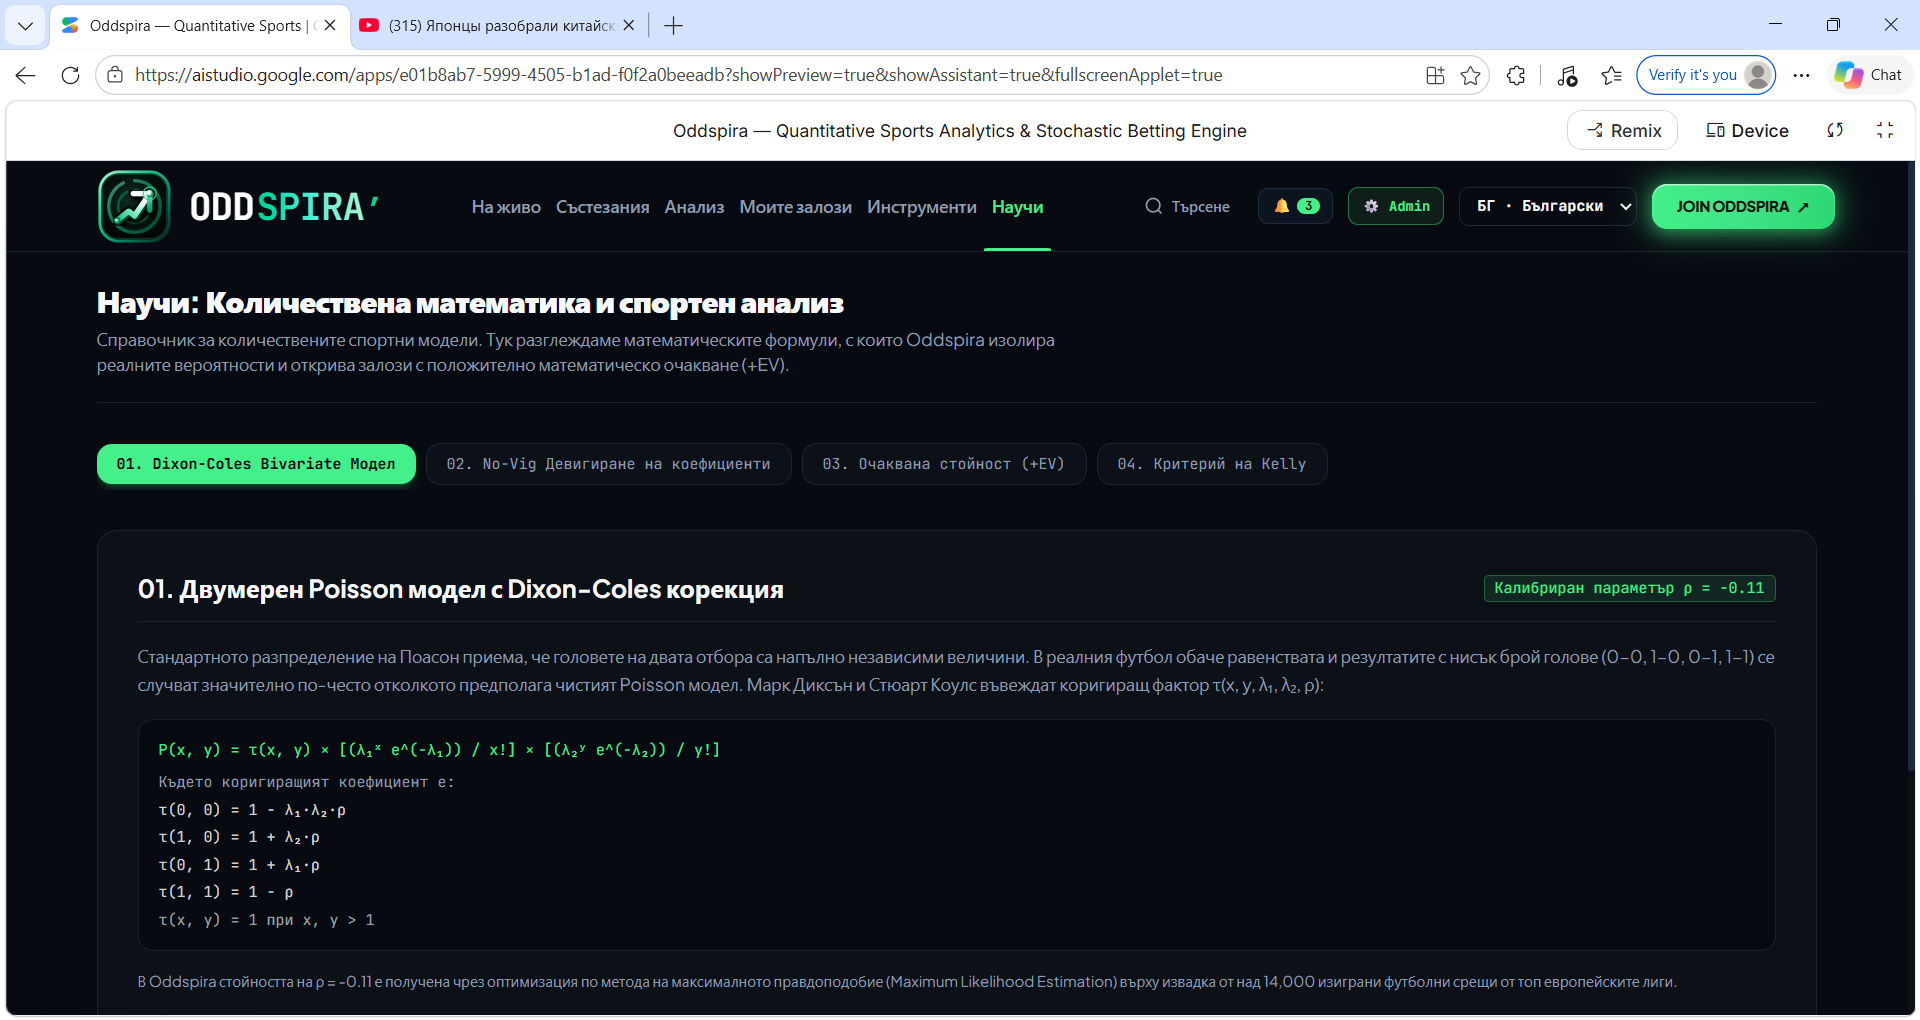 Oddspira — Quantitative Sports |
(315) Японцы разобрали китайск
https://aistudio.google.com/apps/e01b8ab7-5999-4505-b1ad-f0f2a0beeadb?showPreview=true&showAssistant=true&fullscreenApplet=true
Verify it's you
Chat
Oddspira — Quantitative Sports Analytics & Stochastic Betting Engine
Remix
Device
ODDSPIRA’
На живо Състезания Анализ Моите залози Инструменти Научи
Търсене
3
Admin
БГ · Български
JOIN ODDSPIRA ↗
Научи: Количествена математика и спортен анализ
Справочник за количествените спортни модели. Тук разглеждаме математическите формули, с които Oddspira изолира
реалните вероятности и открива залози с положително математическо очакване (+EV).
01. Dixon-Coles Bivariate Модел
02. No-Vig Девигиране на коефициенти
03. Очаквана стойност (+EV)
04. Критерий на Kelly
01. Двумерен Poisson модел с Dixon-Coles корекция
Калибриран параметър ρ = -0.11
Стандартното разпределение на Поасон приема, че головете на двата отбора са напълно независими величини. В реалния футбол обаче равенствата и резултатите с нисък брой голове (0-0, 1-0, 0-1, 1-1) се
случват значително по-често отколкото предполага чистият Poisson модел. Марк Диксън и Стюарт Коулс въвеждат коригиращ фактор τ(x, y, λ₁, λ₂, ρ):
P(x, y) = τ(x, y) × [(λ₁ˣ e^(-λ₁)) / x!] × [(λ₂ʸ e^(-λ₂)) / y!]
Където коригиращият коефициент е:
τ(0, 0) = 1 - λ₁·λ₂·ρ
τ(1, 0) = 1 + λ₂·ρ
τ(0, 1) = 1 + λ₁·ρ
τ(1, 1) = 1 - ρ
τ(x, y) = 1 при x, y > 1
В Oddspira стойността на ρ = -0.11 е получена чрез оптимизация по метода на максималното правдоподобие (Maximum Likelihood Estimation) върху извадка от над 14,000 изиграни футболни срещи от топ европейските лиги.